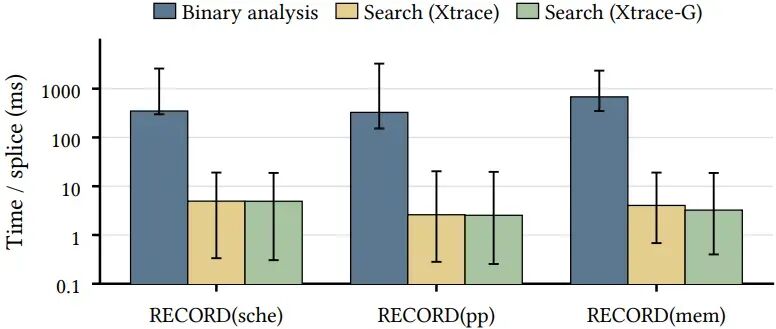 Binary analysis Search (Xtrace) Search (Xtrace-G)
Time / splice (ms)
1000
100
10
1
0.1
RECORD(sche) RECORD(pp) RECORD(mem)